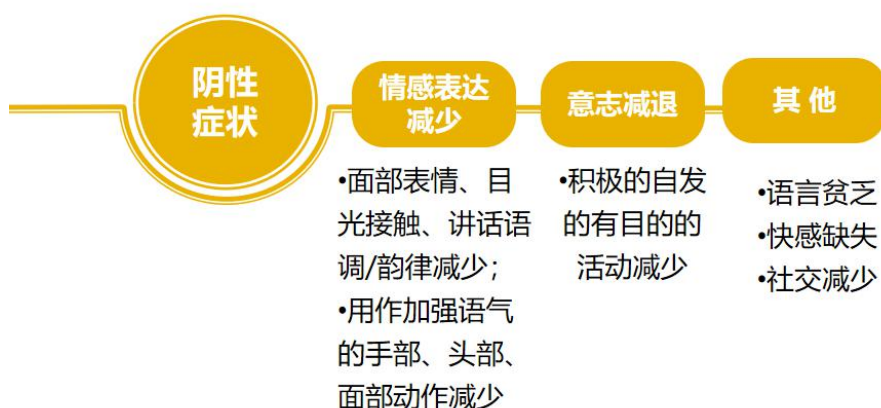 阴性
症状
情感表达
减少
•面部表情、目
光接触、讲话语
调/韵律减少；
•用作加强语气
的手部、头部、
面部动作减少
意志减退
•积极的自发
的有目的的
活动减少
其 他
•语言贫乏
•快感缺失
•社交减少